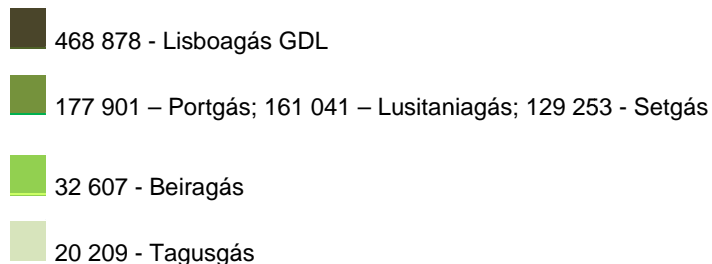 468 878 - Lisboagás GDL
177 901 – Portgás; 161 041 – Lusitaniagás; 129 253 - Setgás
32 607 - Beiragás
20 209 - Tagusgás